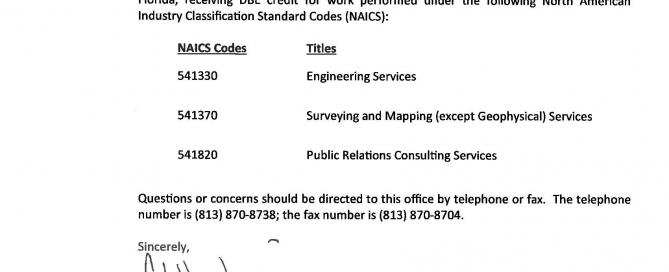 Florida, receiving DBE credit for work performed under the following North American
Industry Classification Standard Codes (NAICS):
NAICS Codes Titles
541330 Engineering Services
541370 Surveying and Mapping (except Geophysical) Services
541820 Public Relations Consulting Services
Questions or concerns should be directed to this office by telephone or fax. The telephone
number is (813) 870-8738; the fax number is (813) 870-8704.
Sincerely,